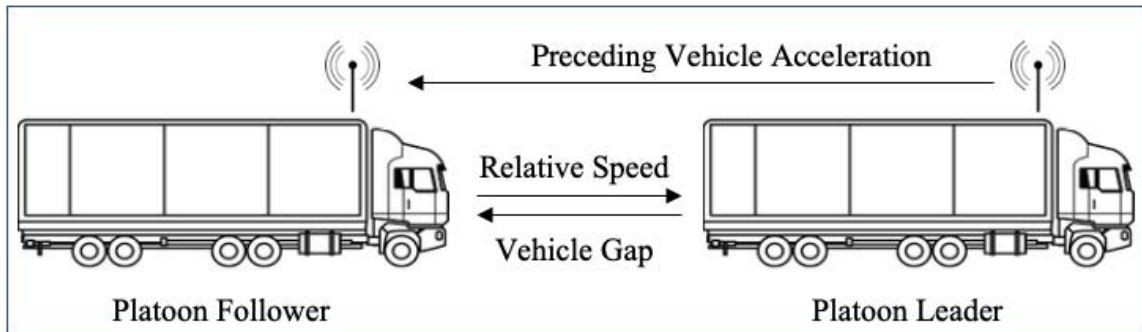 Preceding Vehicle Acceleration
Relative Speed
Vehicle Gap
Platoon Follower
Platoon Leader